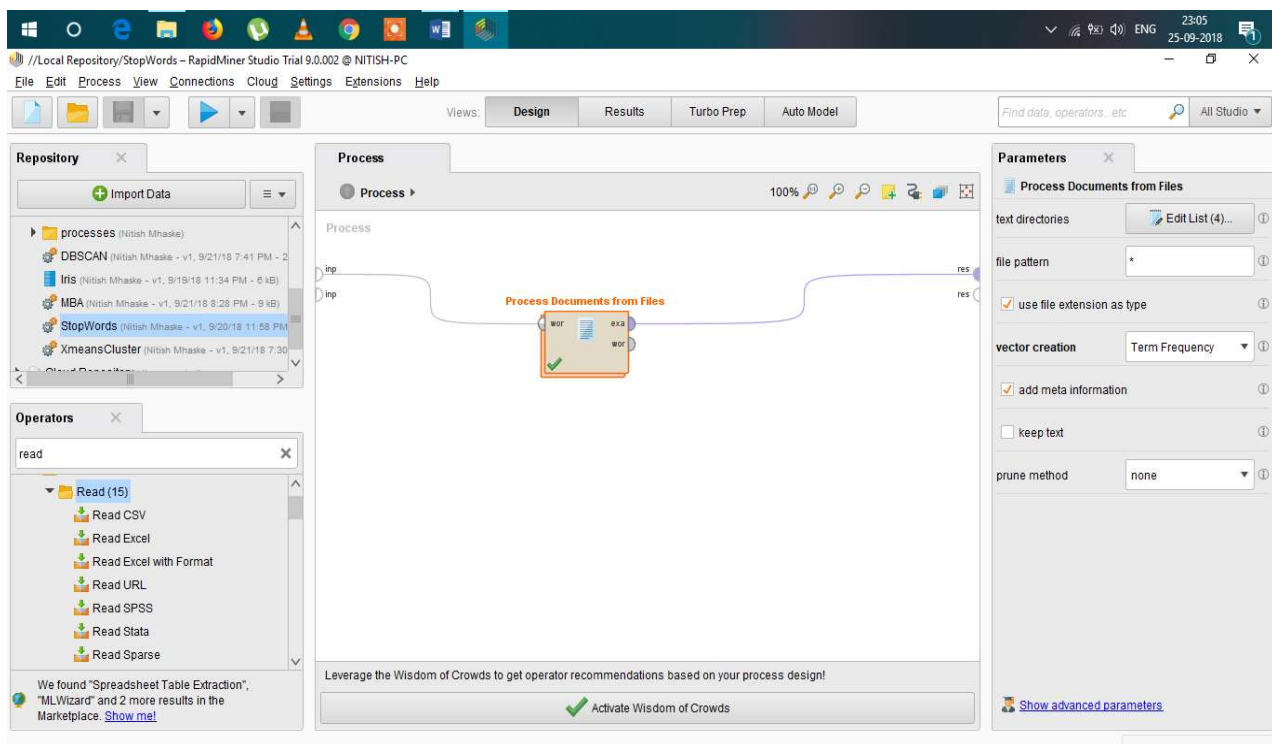 23:05
ENG
25-09-2018
//Local Repository/StopWords – RapidMiner Studio Trial 9.0.002 @ NITISH-PC
File Edit Process View Connections Cloud Settings Extensions Help
Views: Design Results Turbo Prep Auto Model
Find data, operators...etc
All Studio
Repository
Import Data
processes (Nitish Mhaske)
DBSCAN (Nitish Mhaske - v1, 9/21/18 7:41 PM - 2
Iris (Nitish Mhaske - v1, 9/19/18 11:34 PM - 6 kB)
MBA (Nitish Mhaske - v1, 9/21/18 8:28 PM - 9 kB)
StopWords (Nitish Mhaske - v1, 9/20/18 11:58 PM
XmeansCluster (Nitish Mhaske - v1, 9/21/18 7:30
Operators
read
Read (15)
Read CSV
Read Excel
Read Excel with Format
Read URL
Read SPSS
Read Stata
Read Sparse
We found "Spreadsheet Table Extraction",
"MLWizard" and 2 more results in the
Marketplace. Show me!
Process
Process
100%
Process
inp
inp
res
res
Process Documents from Files
wor exa
wor
Leverage the Wisdom of Crowds to get operator recommendations based on your process design!
Activate Wisdom of Crowds
Parameters
Process Documents from Files
text directories
Edit List (4)...
file pattern
*
use file extension as type
vector creation
Term Frequency
add meta information
keep text
prune method
none
Show advanced parameters